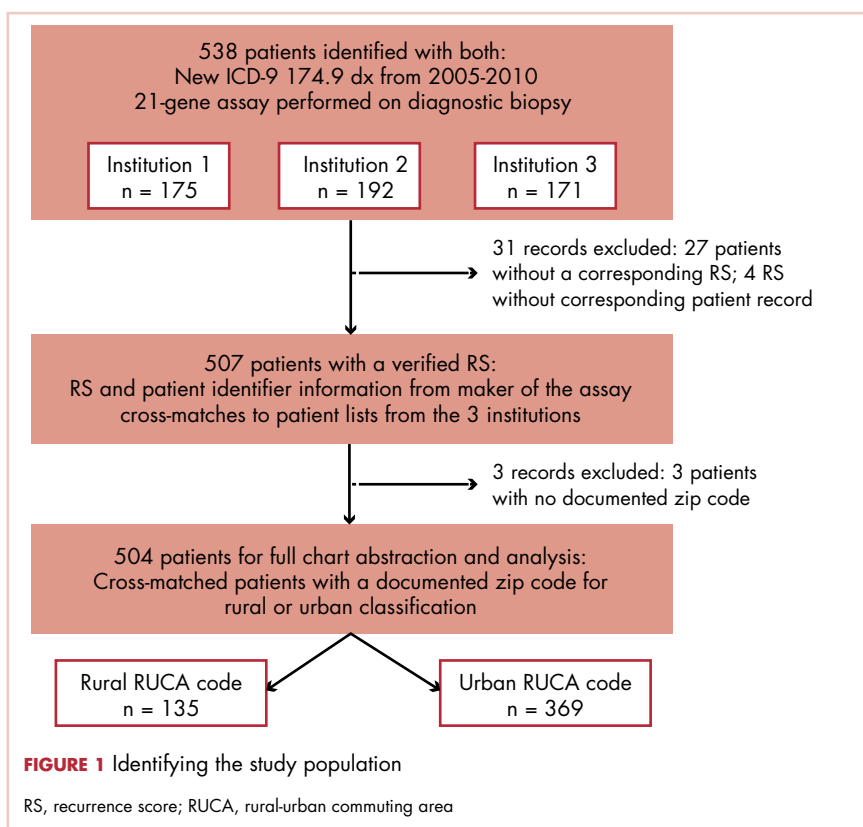 538 patients identified with both:
New ICD-9 174.9 dx from 2005-2010
21-gene assay performed on diagnostic biopsy
Institution 1
n = 175
Institution 2
n = 192
Institution 3
n = 171
31 records excluded: 27 patients
without a corresponding RS; 4 RS
without corresponding patient record
507 patients with a verified RS:
RS and patient identifier information from maker of the assay
cross-matches to patient lists from the 3 institutions
3 records excluded: 3 patients
with no documented zip code
504 patients for full chart abstraction and analysis:
Cross-matched patients with a documented zip code for
rural or urban classification
Rural RUCA code
n = 135
Urban RUCA code
n = 369
FIGURE 1 Identifying the study population
RS, recurrence score; RUCA, rural-urban commuting area